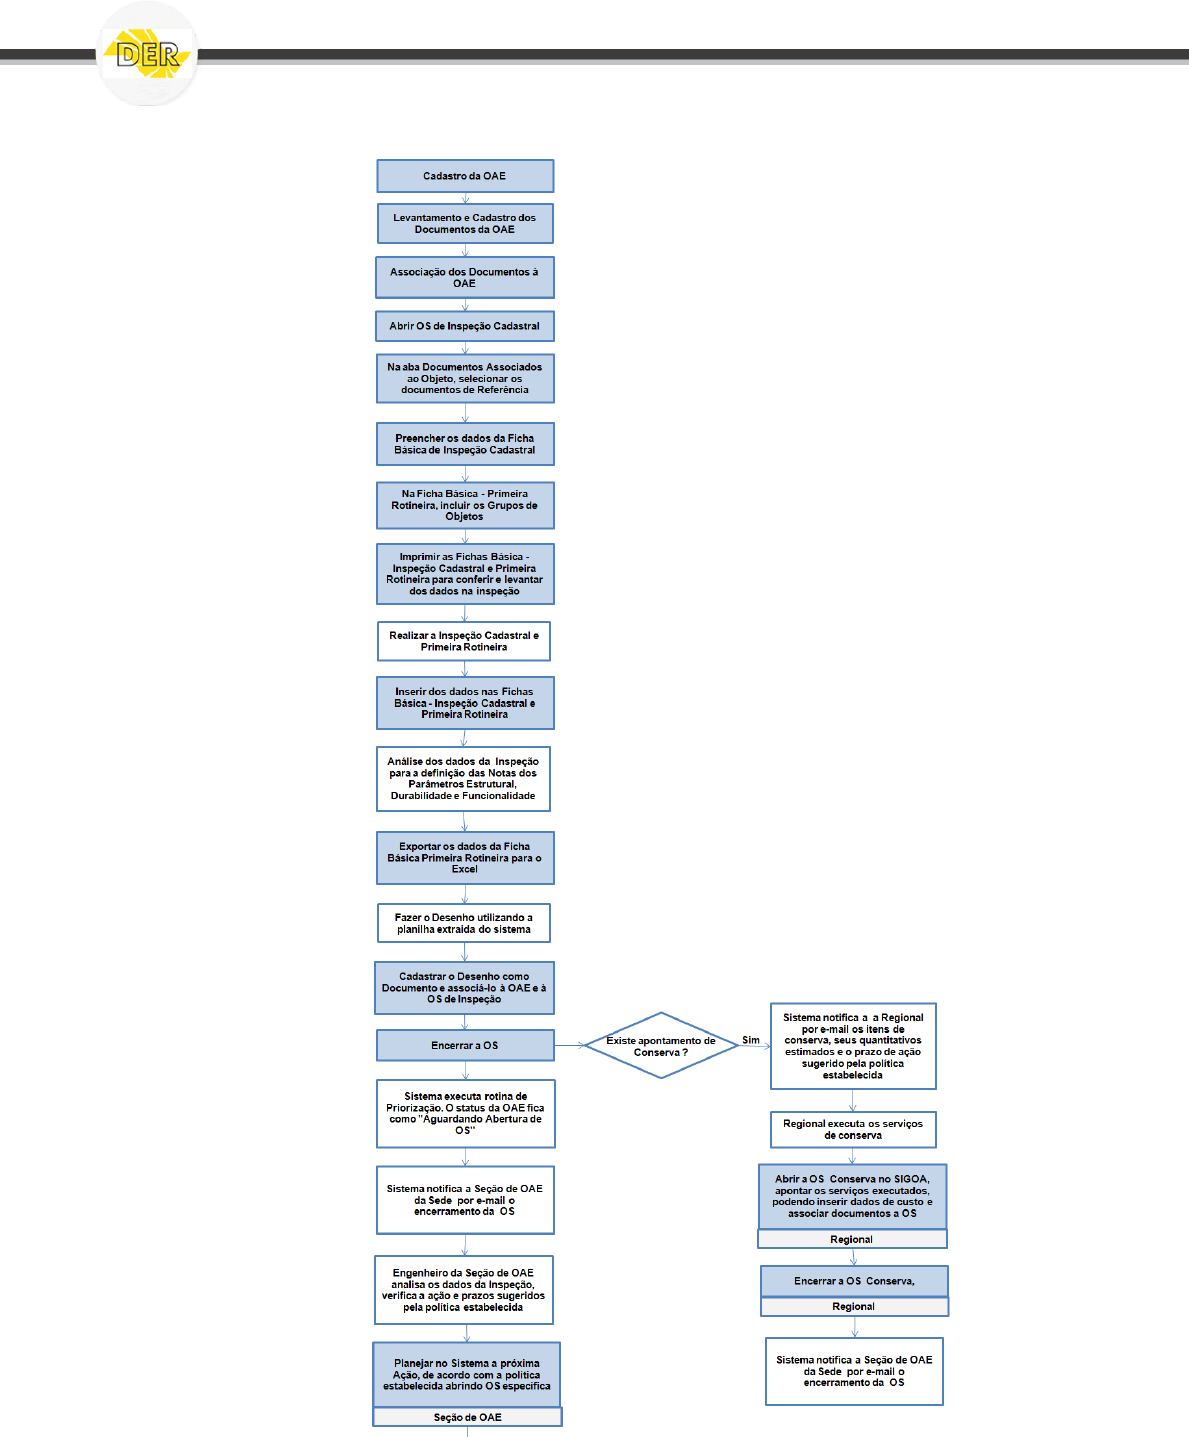 DER
Cadastro da OAE
Levantamento e Cadastro dos
Documentos da OAE
Associação dos Documentos à
OAE
Abrir OS de Inspeção Cadastral
Na aba Documentos Associados
ao Objeto, selecionar os
documentos de Referência
Preencher os dados da Ficha
Básica de Inspeção Cadastral
Na Ficha Básica - Primeira
Rotineira, incluir os Grupos de
Objetos
Imprimir as Fichas Básica -
Inspeção Cadastral e Primeira
Rotineira para conferir e levantar
dos dados na inspeção
Realizar a Inspeção Cadastral e
Primeira Rotineira
Inserir dos dados nas Fichas
Básica - Inspeção Cadastral e
Primeira Rotineira
Análise dos dados da Inspeção
para a definição das Notas dos
Parâmetros Estrutural,
Durabilidade e Funcionalidade
Exportar os dados da Ficha
Básica Primeira Rotineira para o
Excel
Fazer o Desenho utilizando a
planilha extraida do sistema
Cadastrar o Desenho como
Documento e associá-lo à OAE e à
OS de Inspeção
Encerrar a OS
Existe apontamento de
Conserva ?
Sim
Sistema notifica a a Regional
por e-mail os itens de
conserva, seus quantitativos
estimados e o prazo de ação
sugerido pela política
estabelecida
Regional executa os serviços
de conserva
Abrir a OS Conserva no SIGOA,
apontar os serviços executados,
podendo inserir dados de custo e
associar documentos a OS
Regional
Encerrar a OS Conserva,
Regional
Sistema notifica a Seção de OAE
da Sede por e-mail o
encerramento da OS
Sistema executa rotina de
Priorização. O status da OAE fica
como "Aguardando Abertura de
OS"
Sistema notifica a Seção de OAE
da Sede por e-mail o
encerramento da OS
Engenheiro da Seção de OAE
analisa os dados da Inspeção,
verifica a ação e prazos sugeridos
pela política estabelecida
Planejar no Sistema a próxima
Ação, de acordo com a política
estabelecida abrindo OS específica
Seção de OAE